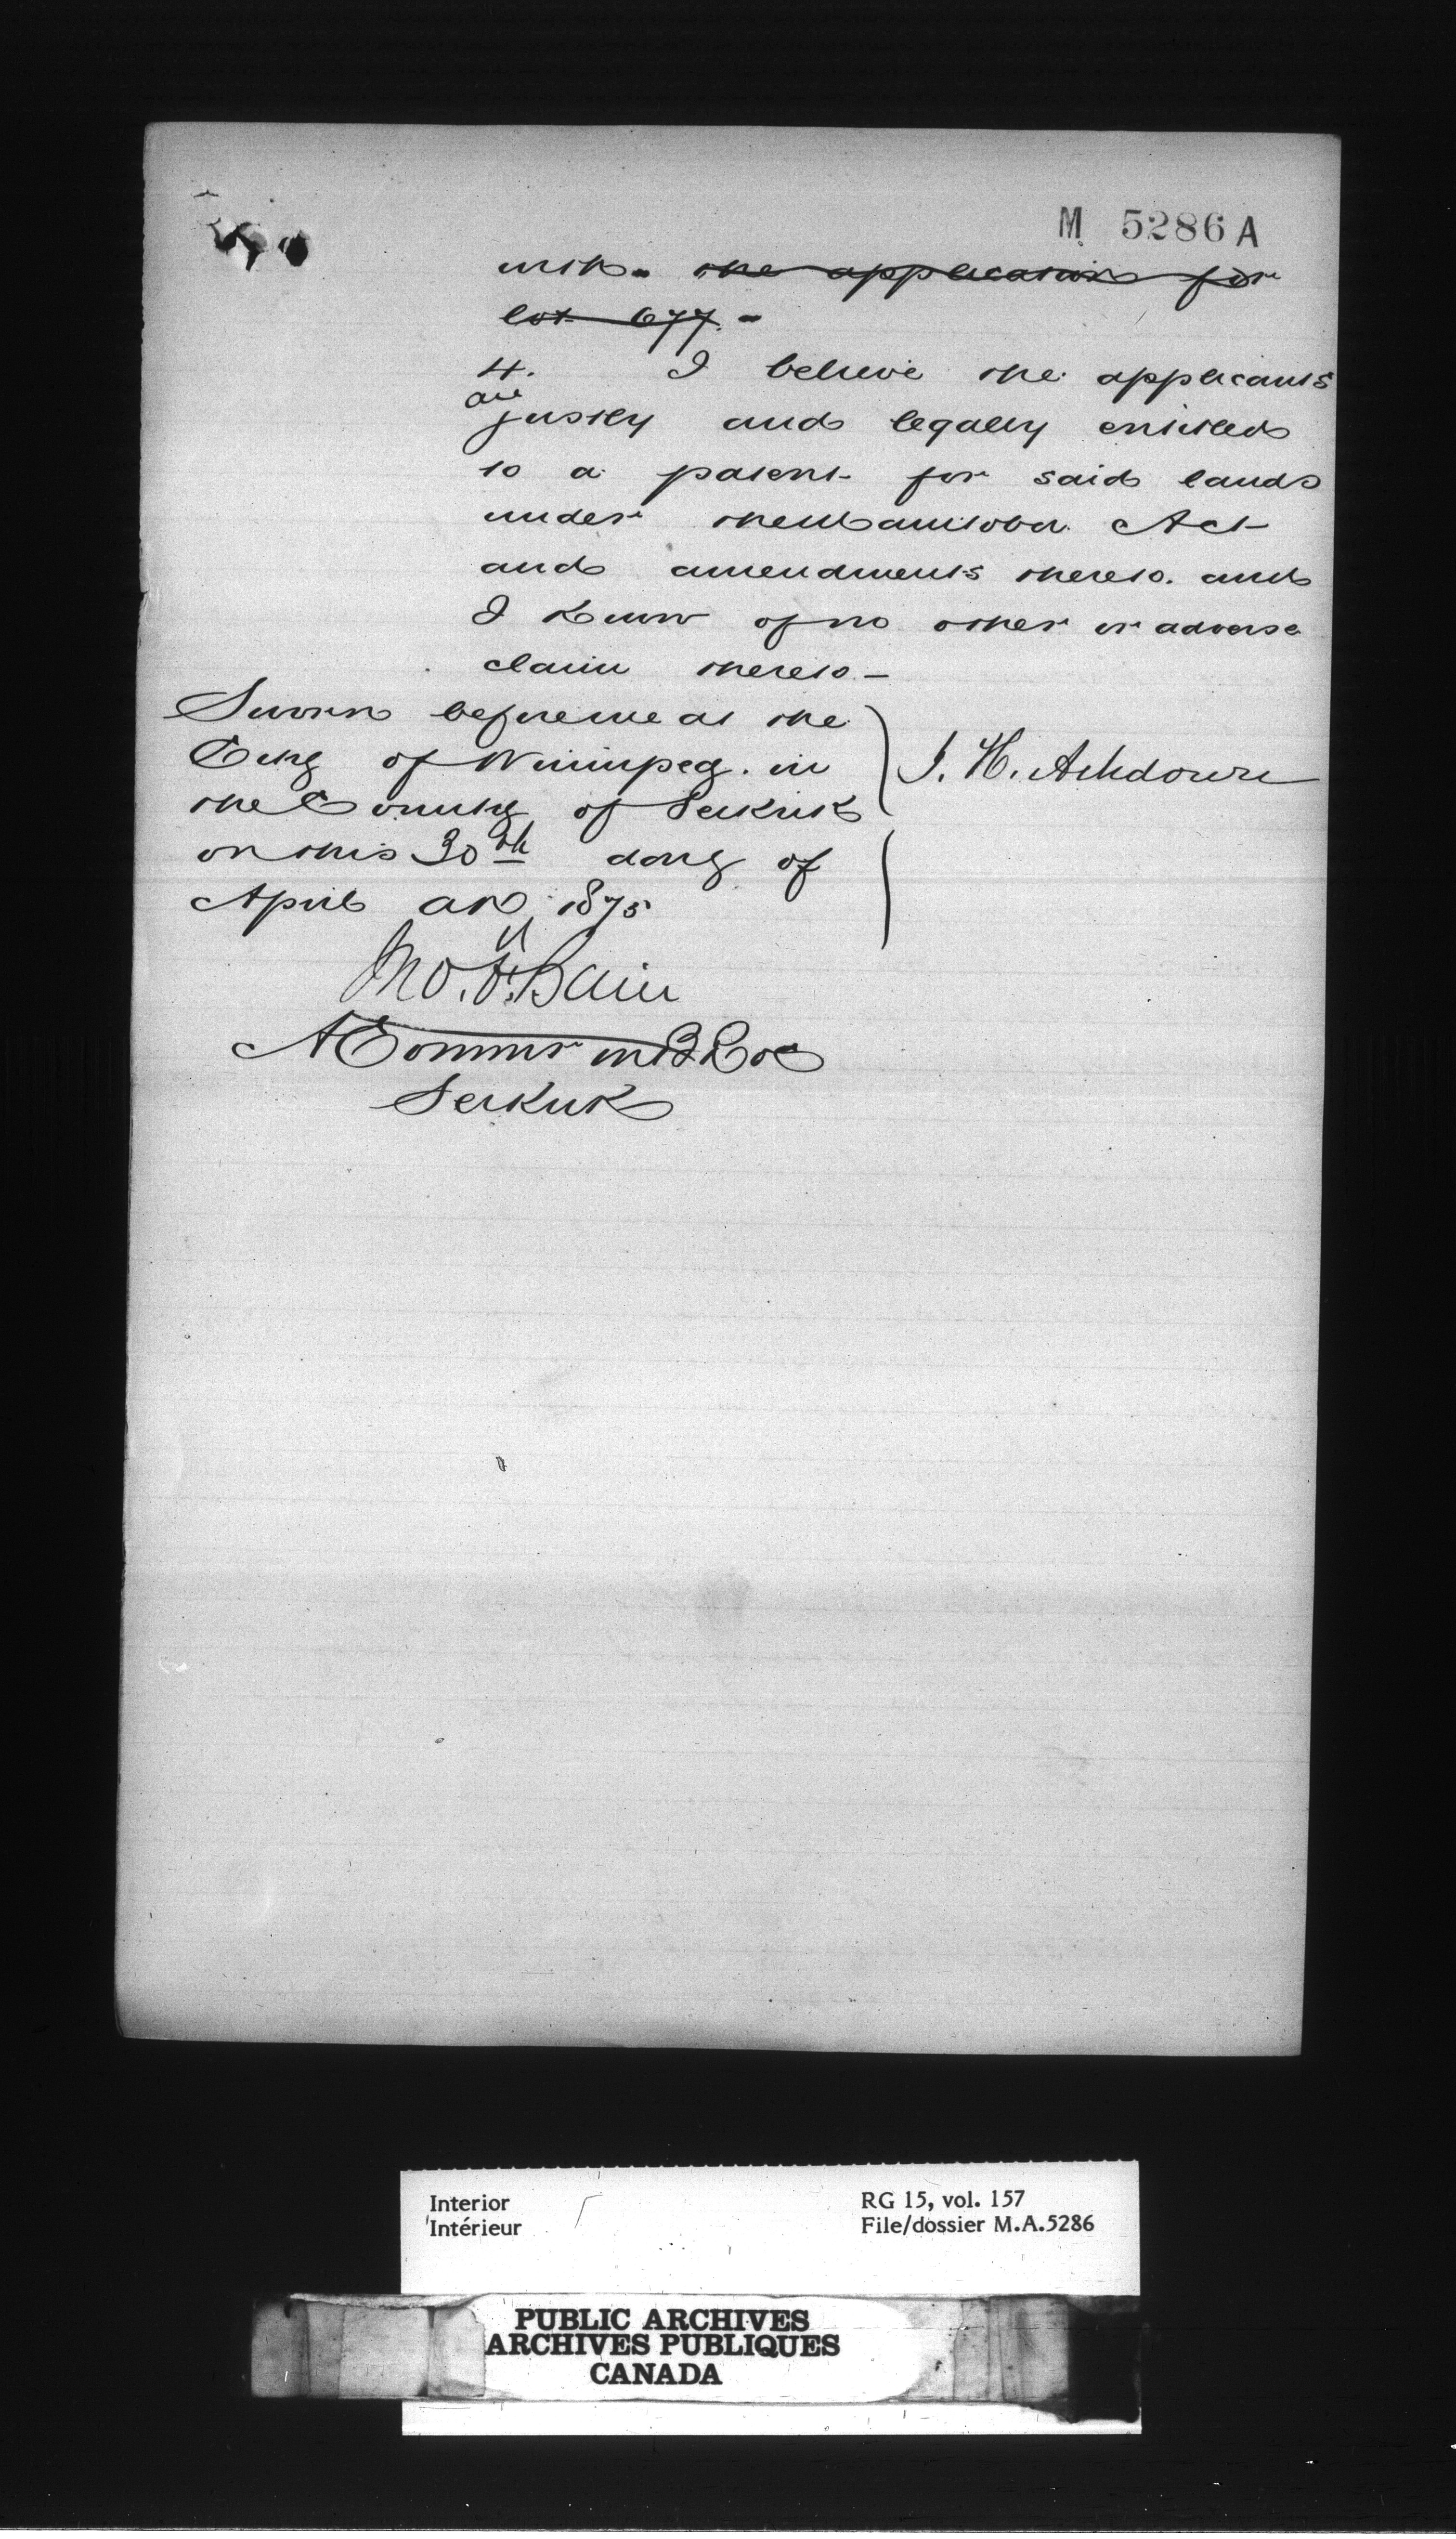 M 5286 A
with. the application for
lot 677. -
4. I believe the applicants
are justly and legally entitled
to a patent for said lands
under the Manitoba Act
and amendments thereto. and
I know of no other or adverse
claim thereto -
Sworn before me at the
City of Winnipeg. in
the County of Selkirk
on this 30th day of
April AD 1875
J. H. Ashdown
Jno. F. Bain
A Commr in B R &c
Selkirk
Interior
Intérieur
RG 15, vol. 157
File/dossier M.A.5286
PUBLIC ARCHIVES
ARCHIVES PUBLIQUES
CANADA